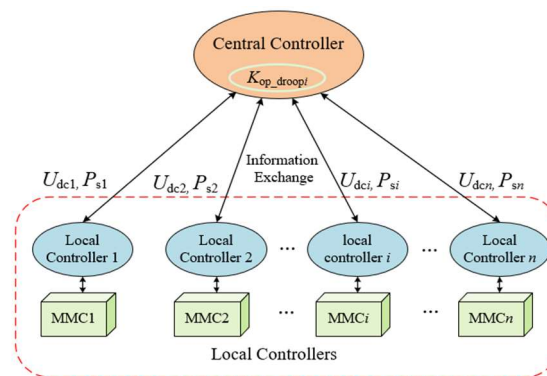 Central Controller
K_op_droopi
U_dc1, P_s1
U_dc2, P_s2
Information
Exchange
U_dci, P_si
U_dcn, P_sn
Local
Controller 1
Local
Controller 2
...
local
controller i
...
Local
Controller n
MMC1
MMC2
...
MMCi
...
MMCn
Local Controllers